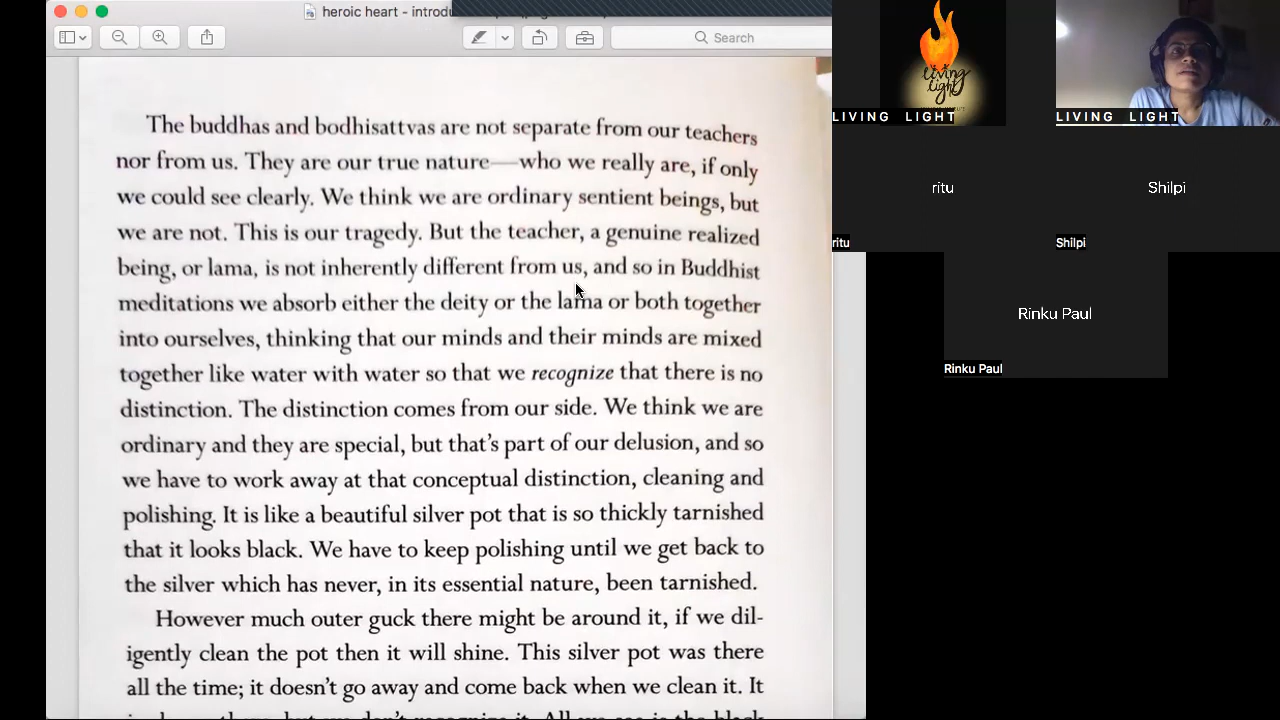 heroic heart - introdu
Search
The buddhas and bodhisattvas are not separate from our teachers
nor from us. They are our true nature—who we really are, if only
we could see clearly. We think we are ordinary sentient beings, but
we are not. This is our tragedy. But the teacher, a genuine realized
being, or lama, is not inherently different from us, and so in Buddhist
meditations we absorb either the deity or the lama or both together
into ourselves, thinking that our minds and their minds are mixed
together like water with water so that we recognize that there is no
distinction. The distinction comes from our side. We think we are
ordinary and they are special, but that's part of our delusion, and so
we have to work away at that conceptual distinction, cleaning and
polishing. It is like a beautiful silver pot that is so thickly tarnished
that it looks black. We have to keep polishing until we get back to
the silver which has never, in its essential nature, been tarnished.
However much outer guck there might be around it, if we dil-
igently clean the pot then it will shine. This silver pot was there
all the time; it doesn't go away and come back when we clean it. It
living
light
LIVING LIGHT
LIVING LIGHT
ritu
ritu
Shilpi
Shilpi
Rinku Paul
Rinku Paul